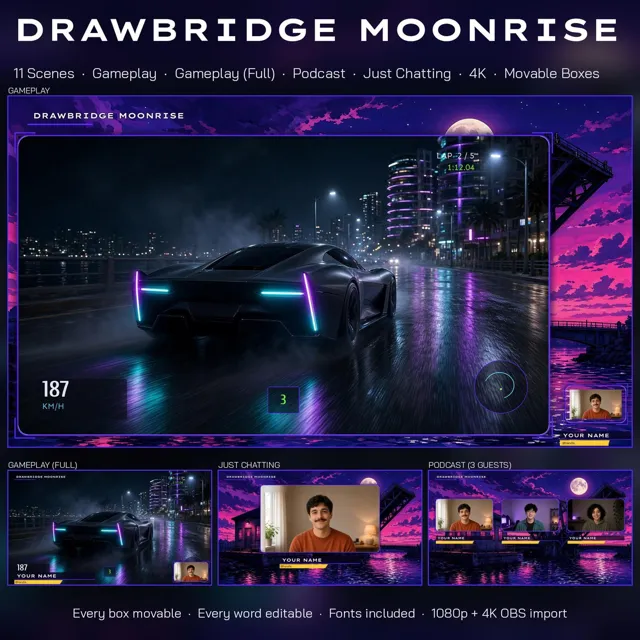 DRAWBRIDGE MOONRISE
11 Scenes · Gameplay · Gameplay (Full) · Podcast · Just Chatting · 4K · Movable Boxes
GAMEPLAY
DRAWBRIDGE MOONRISE
LAP 2 / 5
1:12.04
187
KM/H
3
YOUR NAME
GAMEPLAY (FULL)
JUST CHATTING
PODCAST (3 GUESTS)
DRAWBRIDGE MOONRISE
187
YOUR NAME
YOUR NAME
YOUR NAME
YOUR NAME
YOUR NAME
Every box movable · Every word editable · Fonts included · 1080p + 4K OBS import